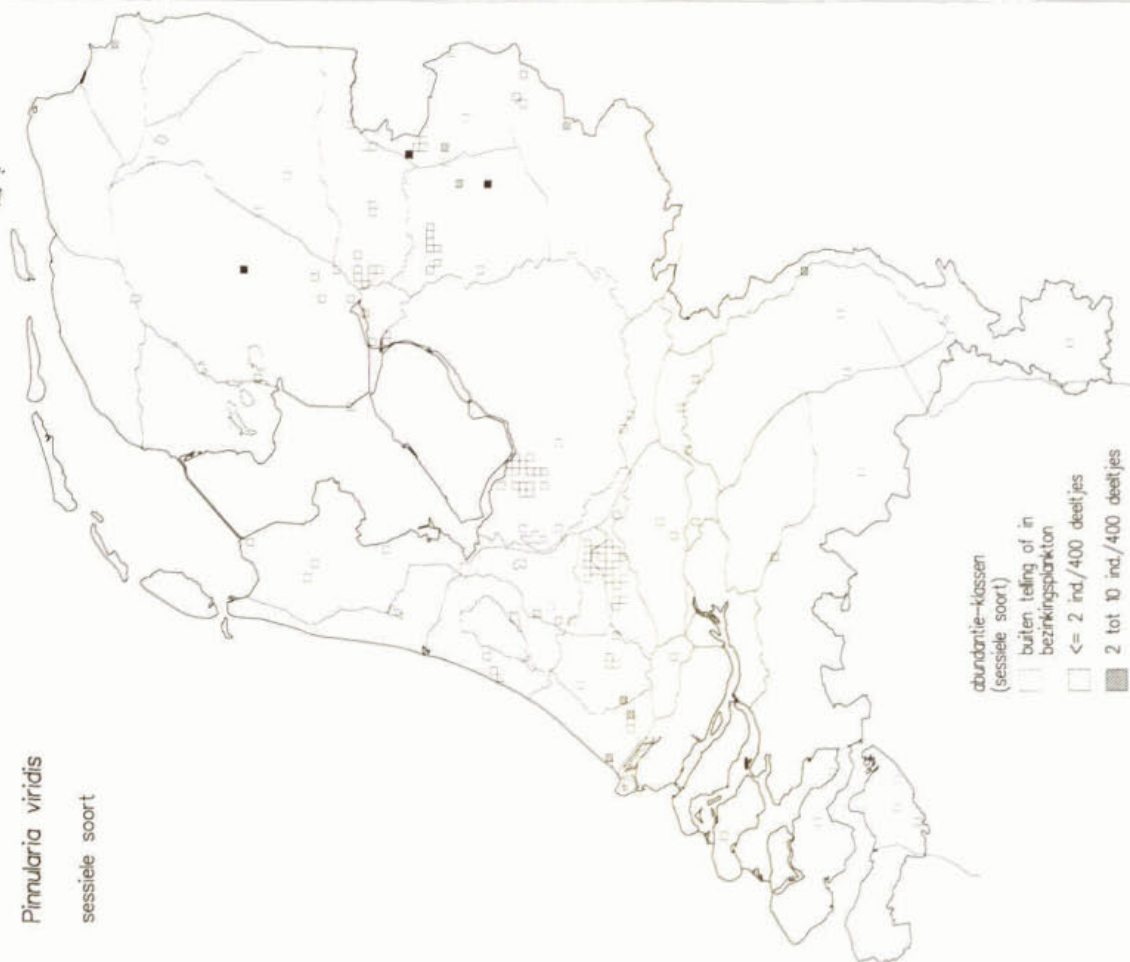 Pinnularia viridis
sessiele soort
abundantie-klassen
(sessiele soort)
buiten telling of in
bezinkingsplankton
<= 2 ind./400 deeltjes
2 tot 10 ind./400 deeltjes